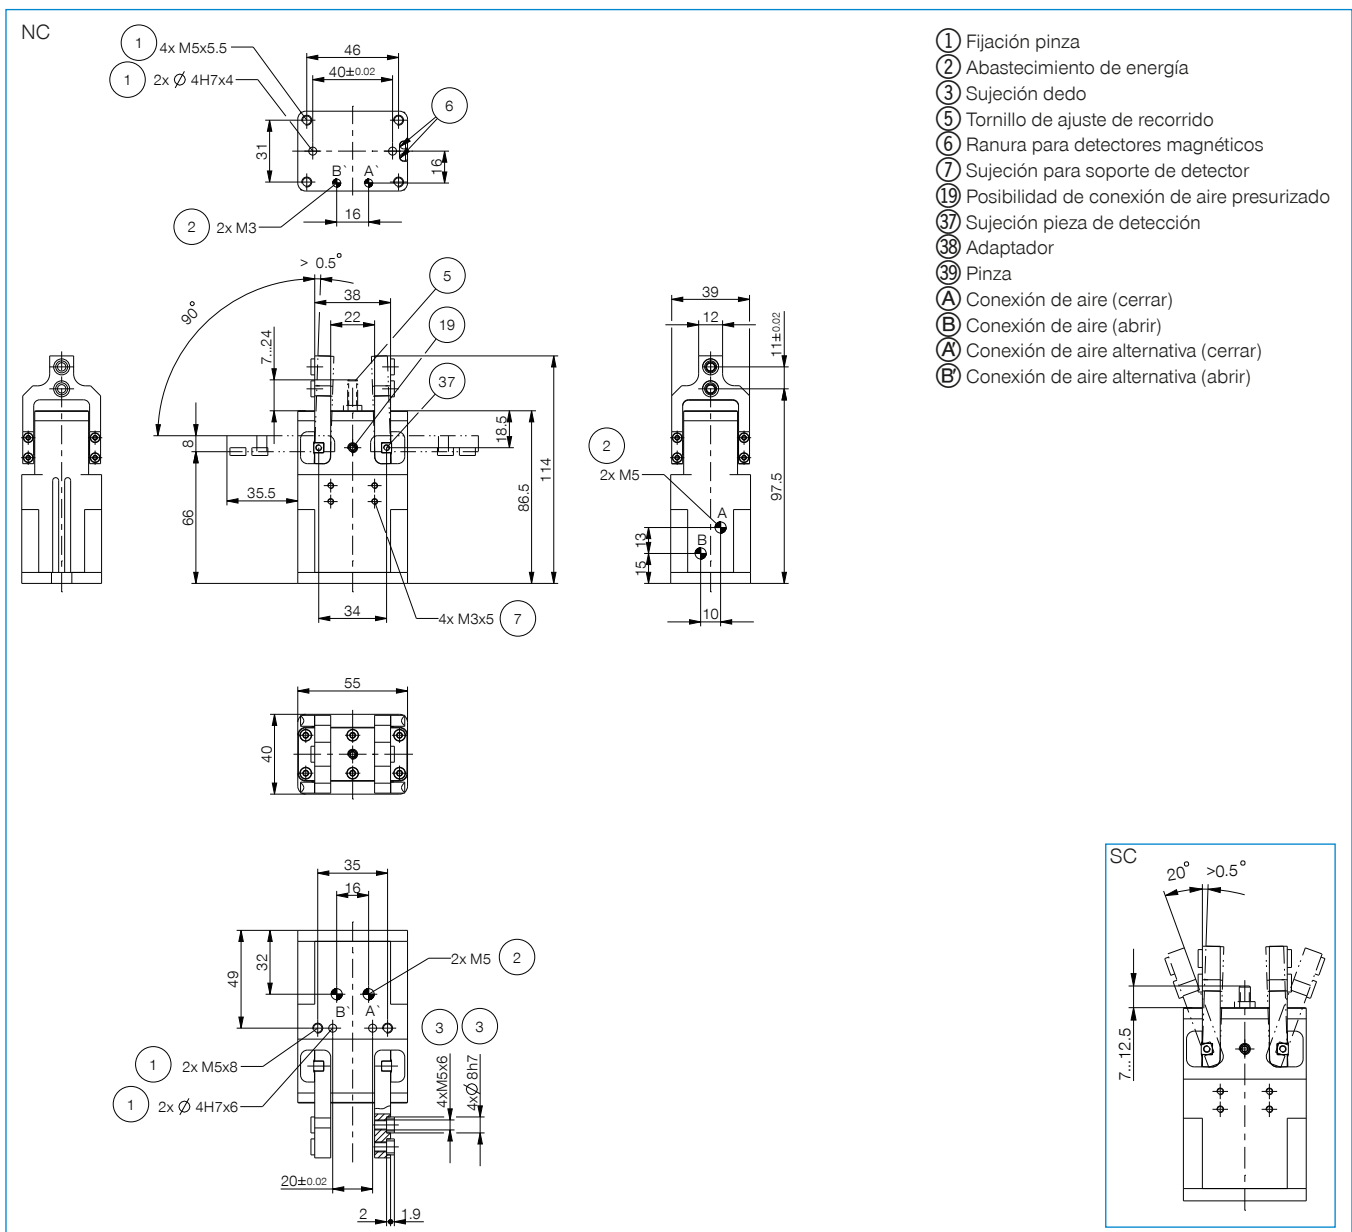 NC
1 4x M5x5.5
1 2x Ø 4H7x4
46
40±0.02
6
31
16
B` A`
2 2x M3
16
1 Fijación pinza
2 Abastecimiento de energía
3 Sujeción dedo
5 Tornillo de ajuste de recorrido
6 Ranura para detectores magnéticos
7 Sujeción para soporte de detector
19 Posibilidad de conexión de aire presurizado
37 Sujeción pieza de detección
38 Adaptador
39 Pinza
A Conexión de aire (cerrar)
B Conexión de aire (abrir)
A' Conexión de aire alternativa (cerrar)
B' Conexión de aire alternativa (abrir)
> 0.5°
90°
38
22
7...24
5
19
37
8
35.5
66
18.5
86.5
114
34
4x M3x5 7
39
12
11±0.02
2
2x M5
A
B
13
15
97.5
10
55
40
35
16
49
32
2x M5 2
B` A`
3 3
1 2x M5x8
1 2x Ø 4H7x6
4xM5x6
4xØ 8h7
20±0.02
2 1.9
SC
20° >0.5°
7...12.5